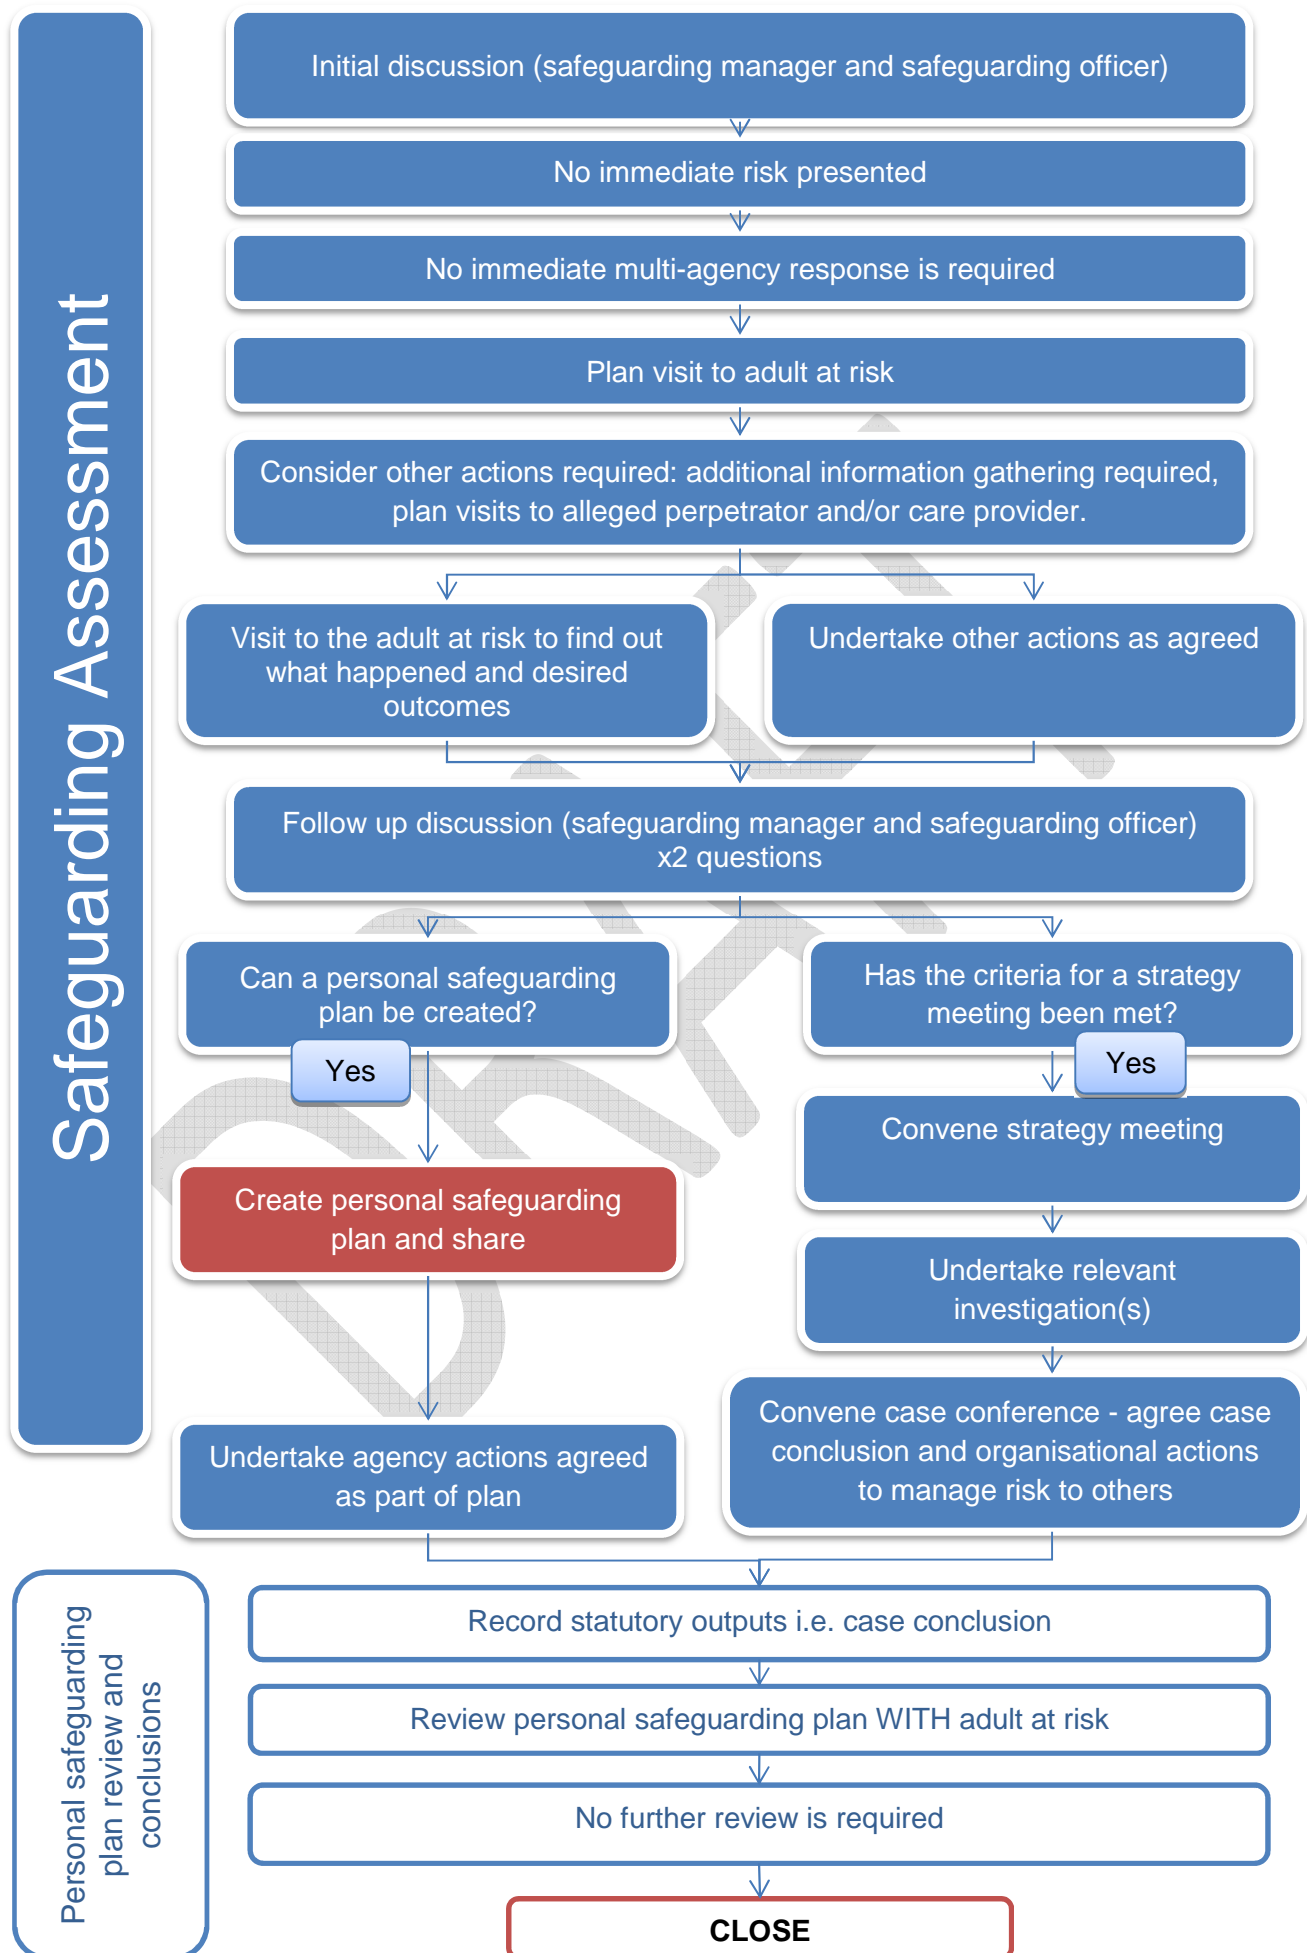 Safeguarding Assessment
Initial discussion (safeguarding manager and safeguarding officer)
No immediate risk presented
No immediate multi-agency response is required
Plan visit to adult at risk
Consider other actions required: additional information gathering required,
plan visits to alleged perpetrator and/or care provider.
Visit to the adult at risk to find out
what happened and desired
outcomes
Undertake other actions as agreed
Follow up discussion (safeguarding manager and safeguarding officer)
x2 questions
Can a personal safeguarding
plan be created?
Yes
Has the criteria for a strategy
meeting been met?
Yes
Create personal safeguarding
plan and share
Convene strategy meeting
Undertake relevant
investigation(s)
Undertake agency actions agreed
as part of plan
Convene case conference - agree case
conclusion and organisational actions
to manage risk to others
Personal safeguarding
plan review and
conclusions
Record statutory outputs i.e. case conclusion
Review personal safeguarding plan WITH adult at risk
No further review is required
CLOSE
DRAFT